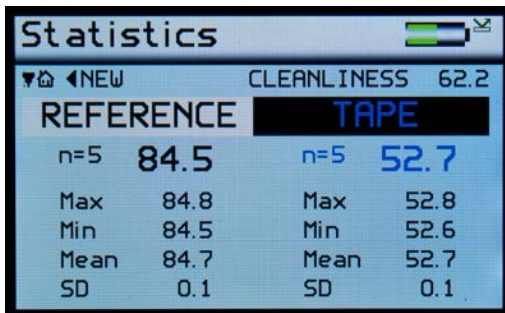 Statistics
◀NEW CLEANLINESS 62.2
REFERENCE TAPE
n=5 84.5 n=5 52.7
Max 84.8 Max 52.8
Min 84.5 Min 52.6
Mean 84.7 Mean 52.7
SD 0.1 SD 0.1